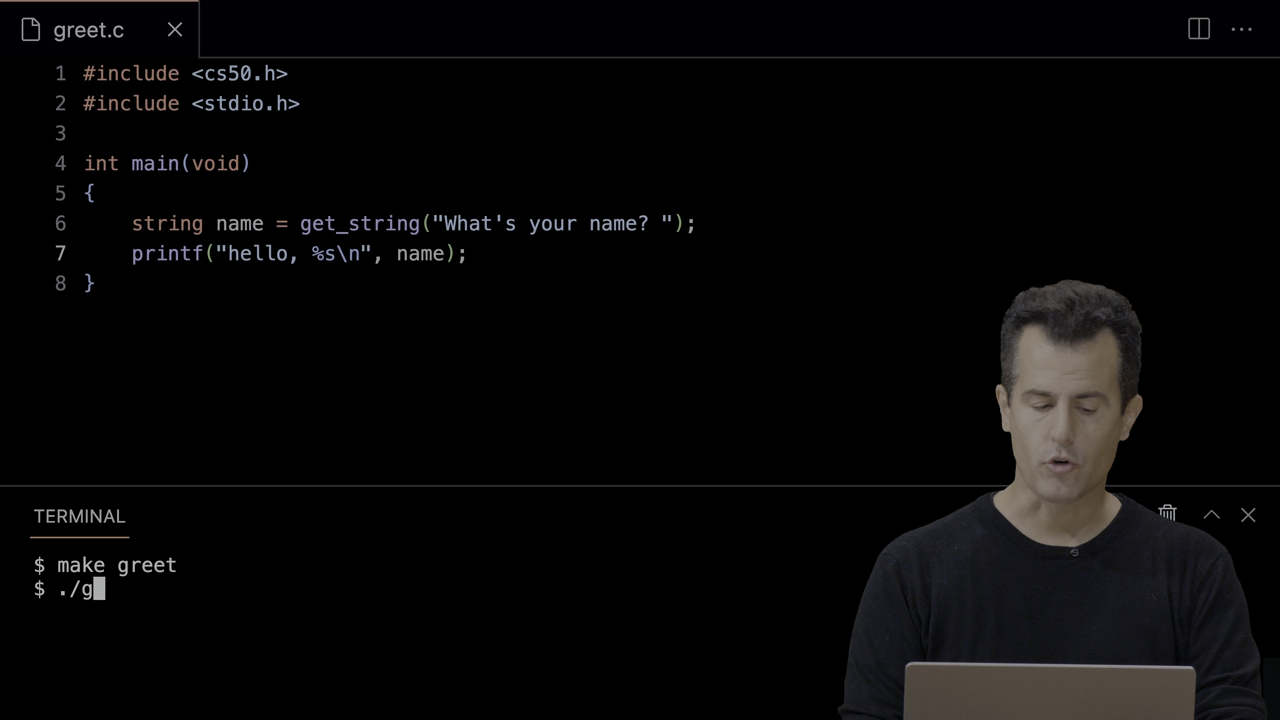 greet.c
1 #include <cs50.h>
2 #include <stdio.h>
3
4 int main(void)
5 {
6     string name = get_string("What's your name? ");
7     printf("hello, %s\n", name);
8 }
TERMINAL
$ make greet
$ ./g